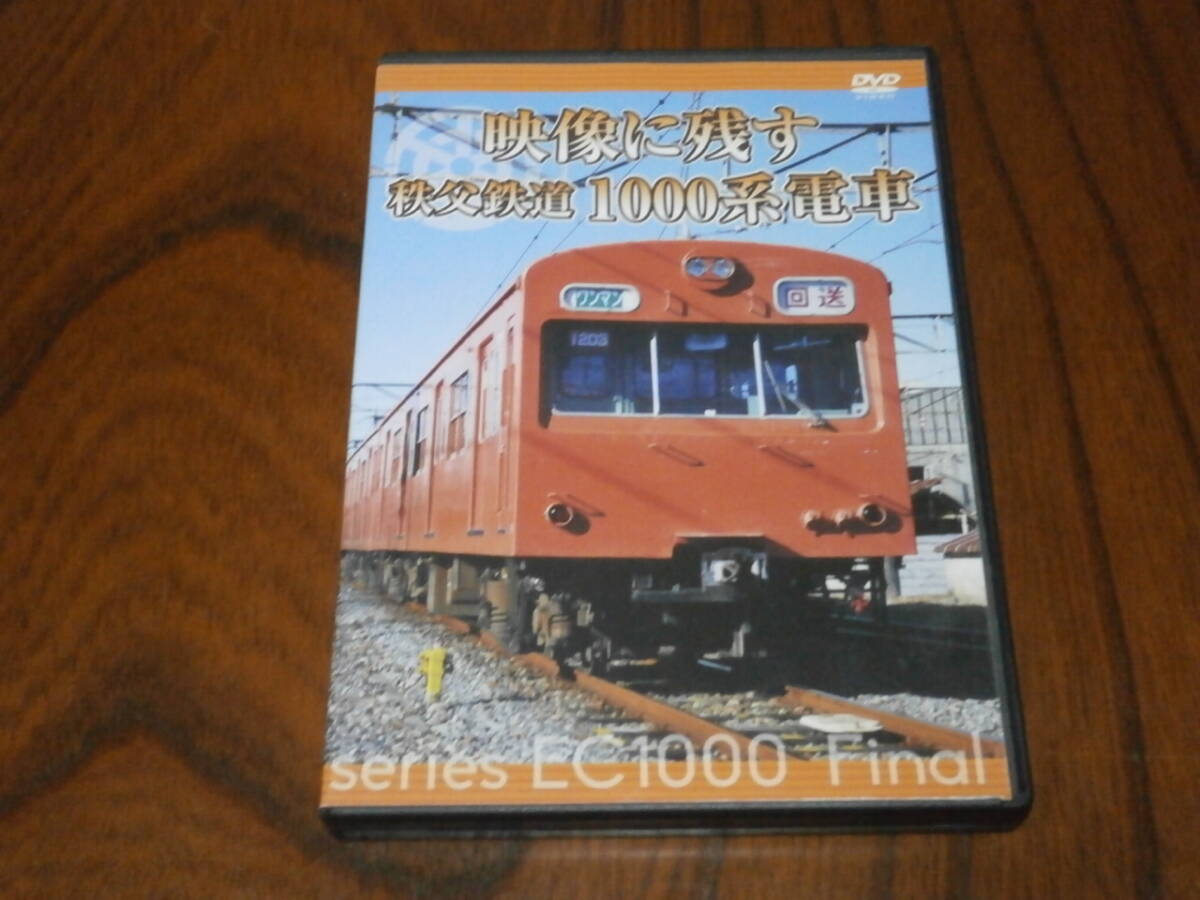 DVD
VIDEO
映像に残す
秩父鉄道 1000系電車
ワンマン
回送
1203
series EC1000 Final